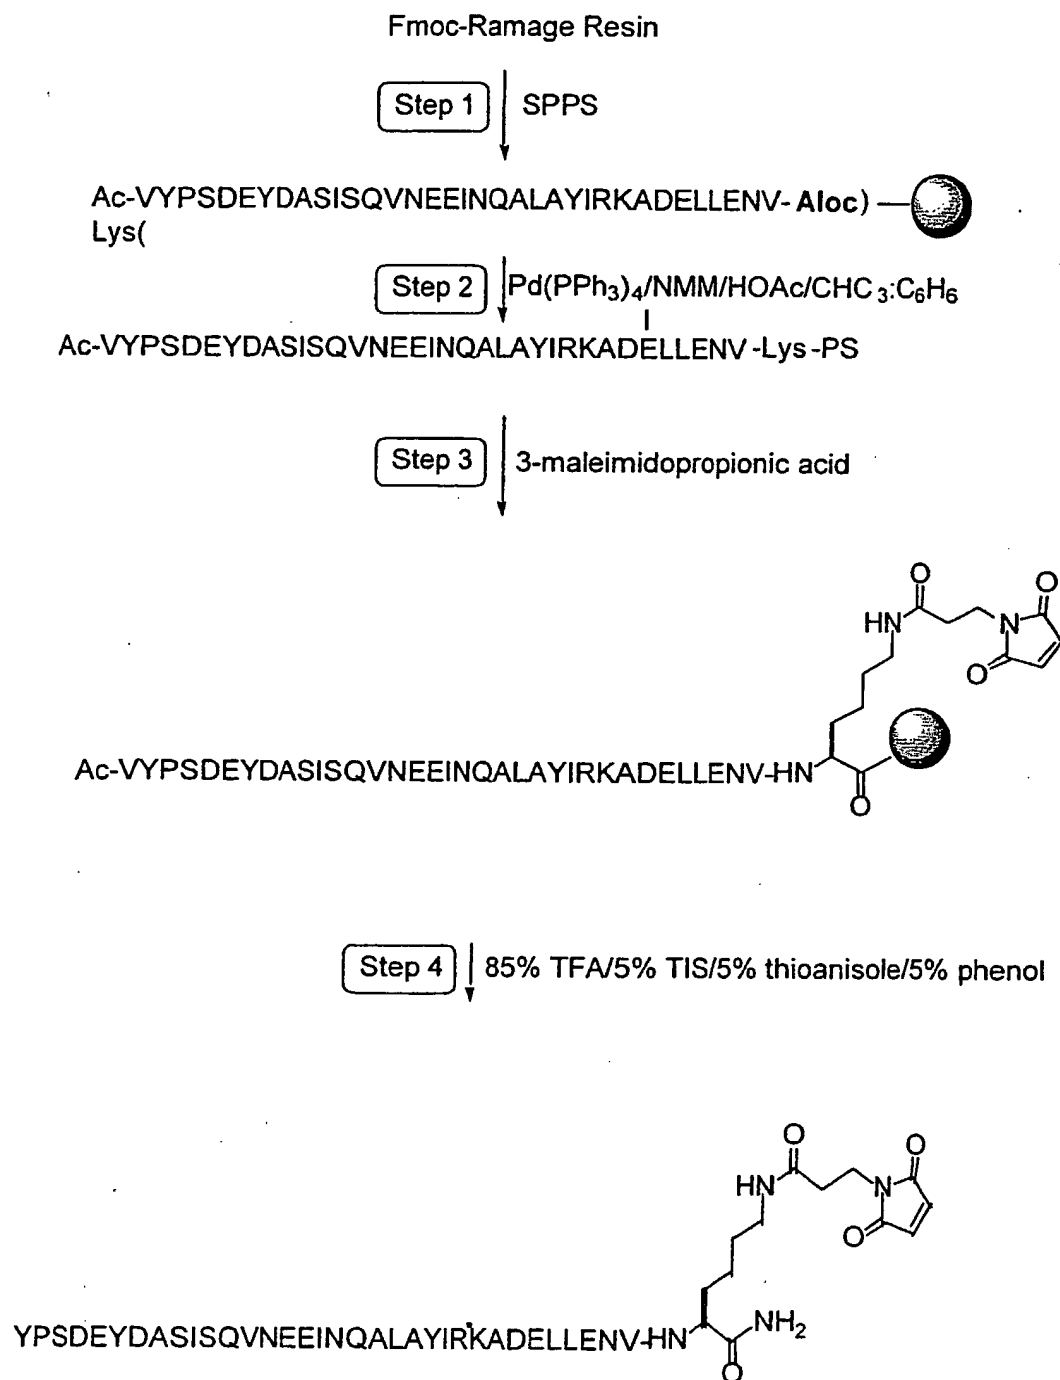 Fmoc-Ramage Resin
Step 1 SPPS
Ac-VYPSDEYDASISQVNEEINQALAYIRKADELLENV-Aloc)
Lys(
Step 2 Pd(PPh3)4/NMM/HOAc/CHC3:C6H6
Ac-VYPSDEYDASISQVNEEINQALAYIRKADELLENV-Lys-PS
Step 3 3-maleimidopropionic acid
O
O
HN
N
O
Ac-VYPSDEYDASISQVNEEINQALAYIRKADELLENV-HN
O
Step 4 85% TFA/5% TIS/5% thioanisole/5% phenol
O
O
HN
N
O
YPSDEYDASISQVNEEINQALAYIRKADELLENV-HN
NH2
O